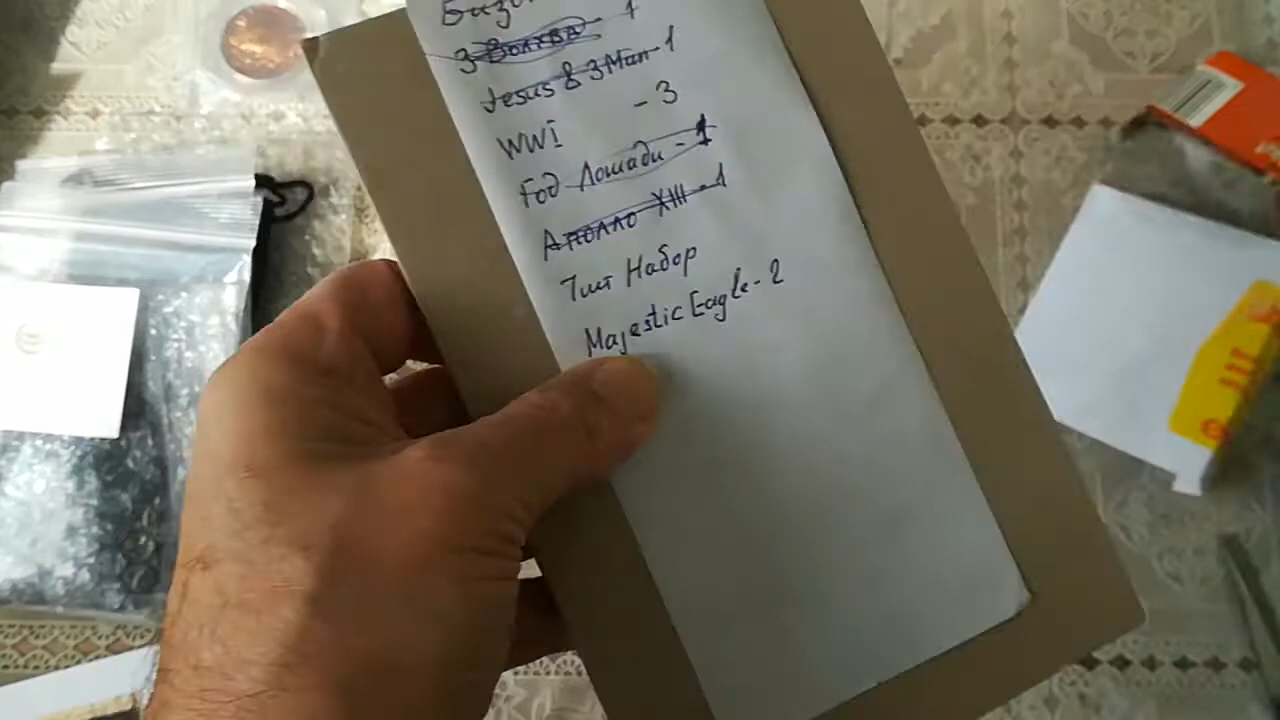 3 Волхва - 1
Jesus & 3 Man - 1
WWI - 3
Год Лошади - 1
Аполло XIII - 1
7шт Набор
Majestic Eagle - 2